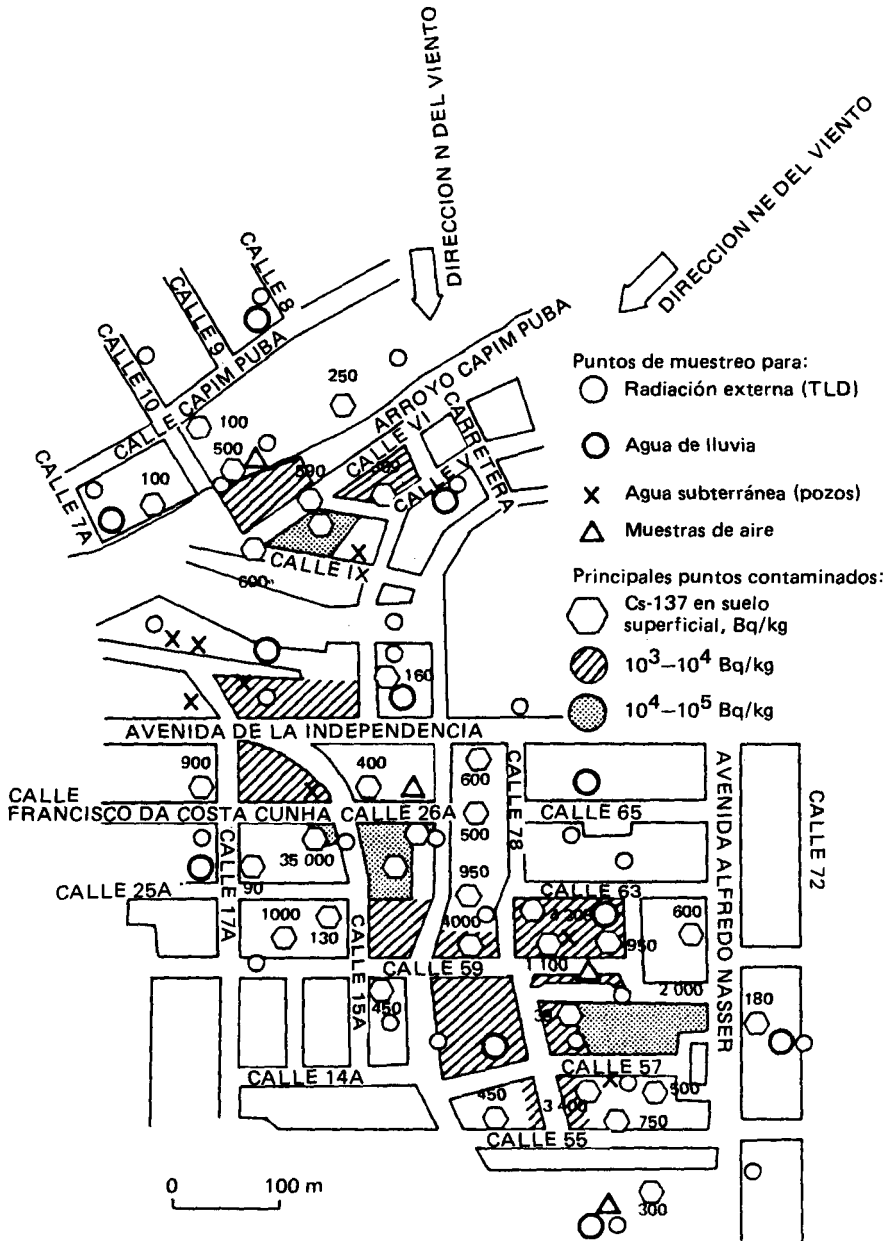 DIRECCION N DEL VIENTO
DIRECCION NE DEL VIENTO
CALLE 8
CALLE 9
CALLE 10
CALLE CAPIM PUBA
ARROYO CAPIM PUBA
CALLE VI
CARRETERA
CALLE V
CALLE 7A
CALLE IX
250
100
500
590
100
600
Puntos de muestreo para:
Radiación externa (TLD)
Agua de lluvia
Agua subterránea (pozos)
Muestras de aire
Principales puntos contaminados:
Cs-137 en suelo
superficial, Bq/kg
10³–10⁴ Bq/kg
10⁴–10⁵ Bq/kg
160
AVENIDA DE LA INDEPENDENCIA
900
400
600
CALLE 78
AVENIDA ALFREDO NASSER
CALLE 72
CALLE
FRANCISCO DA COSTA CUNHA
CALLE 26A
CALLE 65
500
35 000
CALLE 17A
90
950
CALLE 25A
CALLE 63
1000
130
CALLE 15A
4000
950
600
CALLE 59
1 100
2 000
450
180
CALLE 14A
CALLE 57
450
3 400
500
750
CALLE 55
300
0
100 m